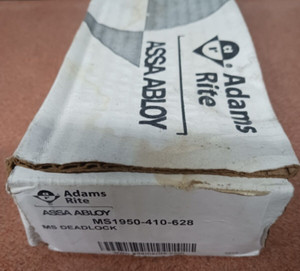 Adams
Rite
ASSA ABLOY
Adams
Rite
ASSA ABLOY
MS1950-410-628
MS DEADLOCK